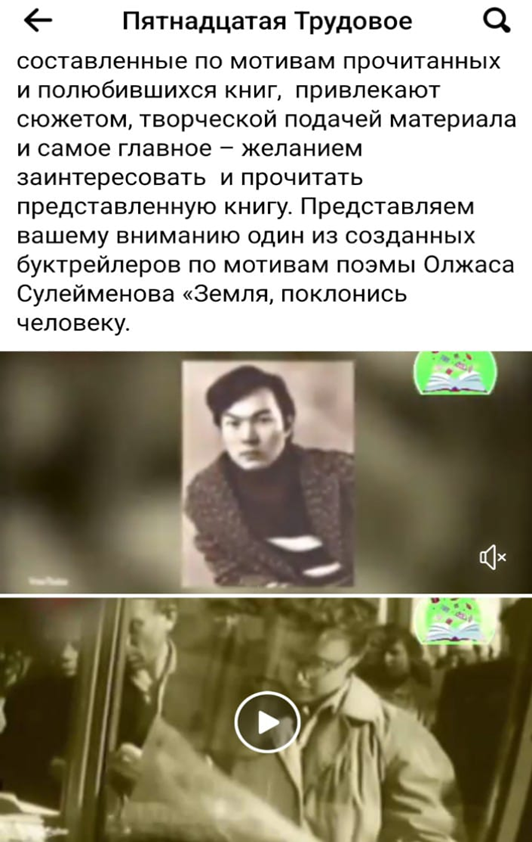 Пятнадцатая Трудовое
составленные по мотивам прочитанных
и полюбившихся книг, привлекают
сюжетом, творческой подачей материала
и самое главное – желанием
заинтересовать и прочитать
представленную книгу. Представляем
вашему вниманию один из созданных
буктрейлеров по мотивам поэмы Олжаса
Сулейменова «Земля, поклонись
человеку.
YouTube